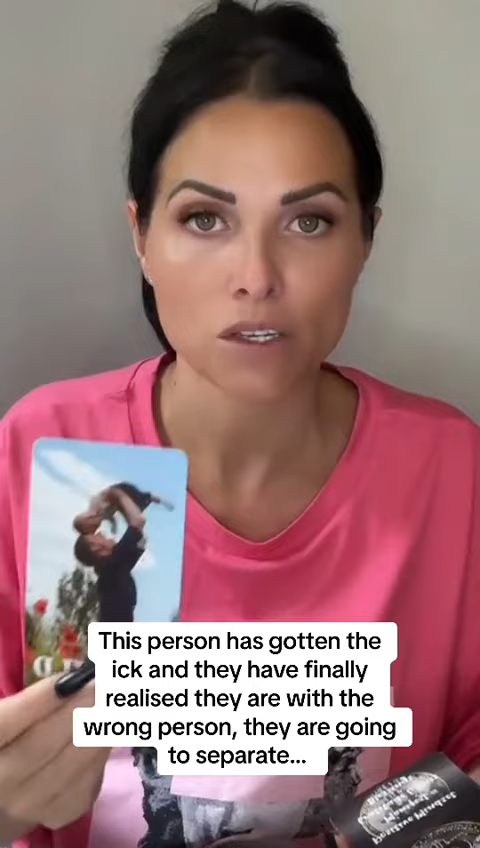 This person has gotten the
ick and they have finally
realised they are with the
wrong person, they are going
to separate...